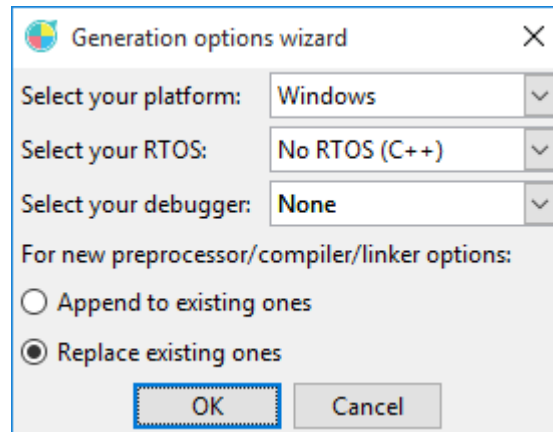 Generation options wizard
Select your platform: Windows
Select your RTOS: No RTOS (C++)
Select your debugger: None
For new preprocessor/compiler/linker options:
Append to existing ones
Replace existing ones
OK Cancel